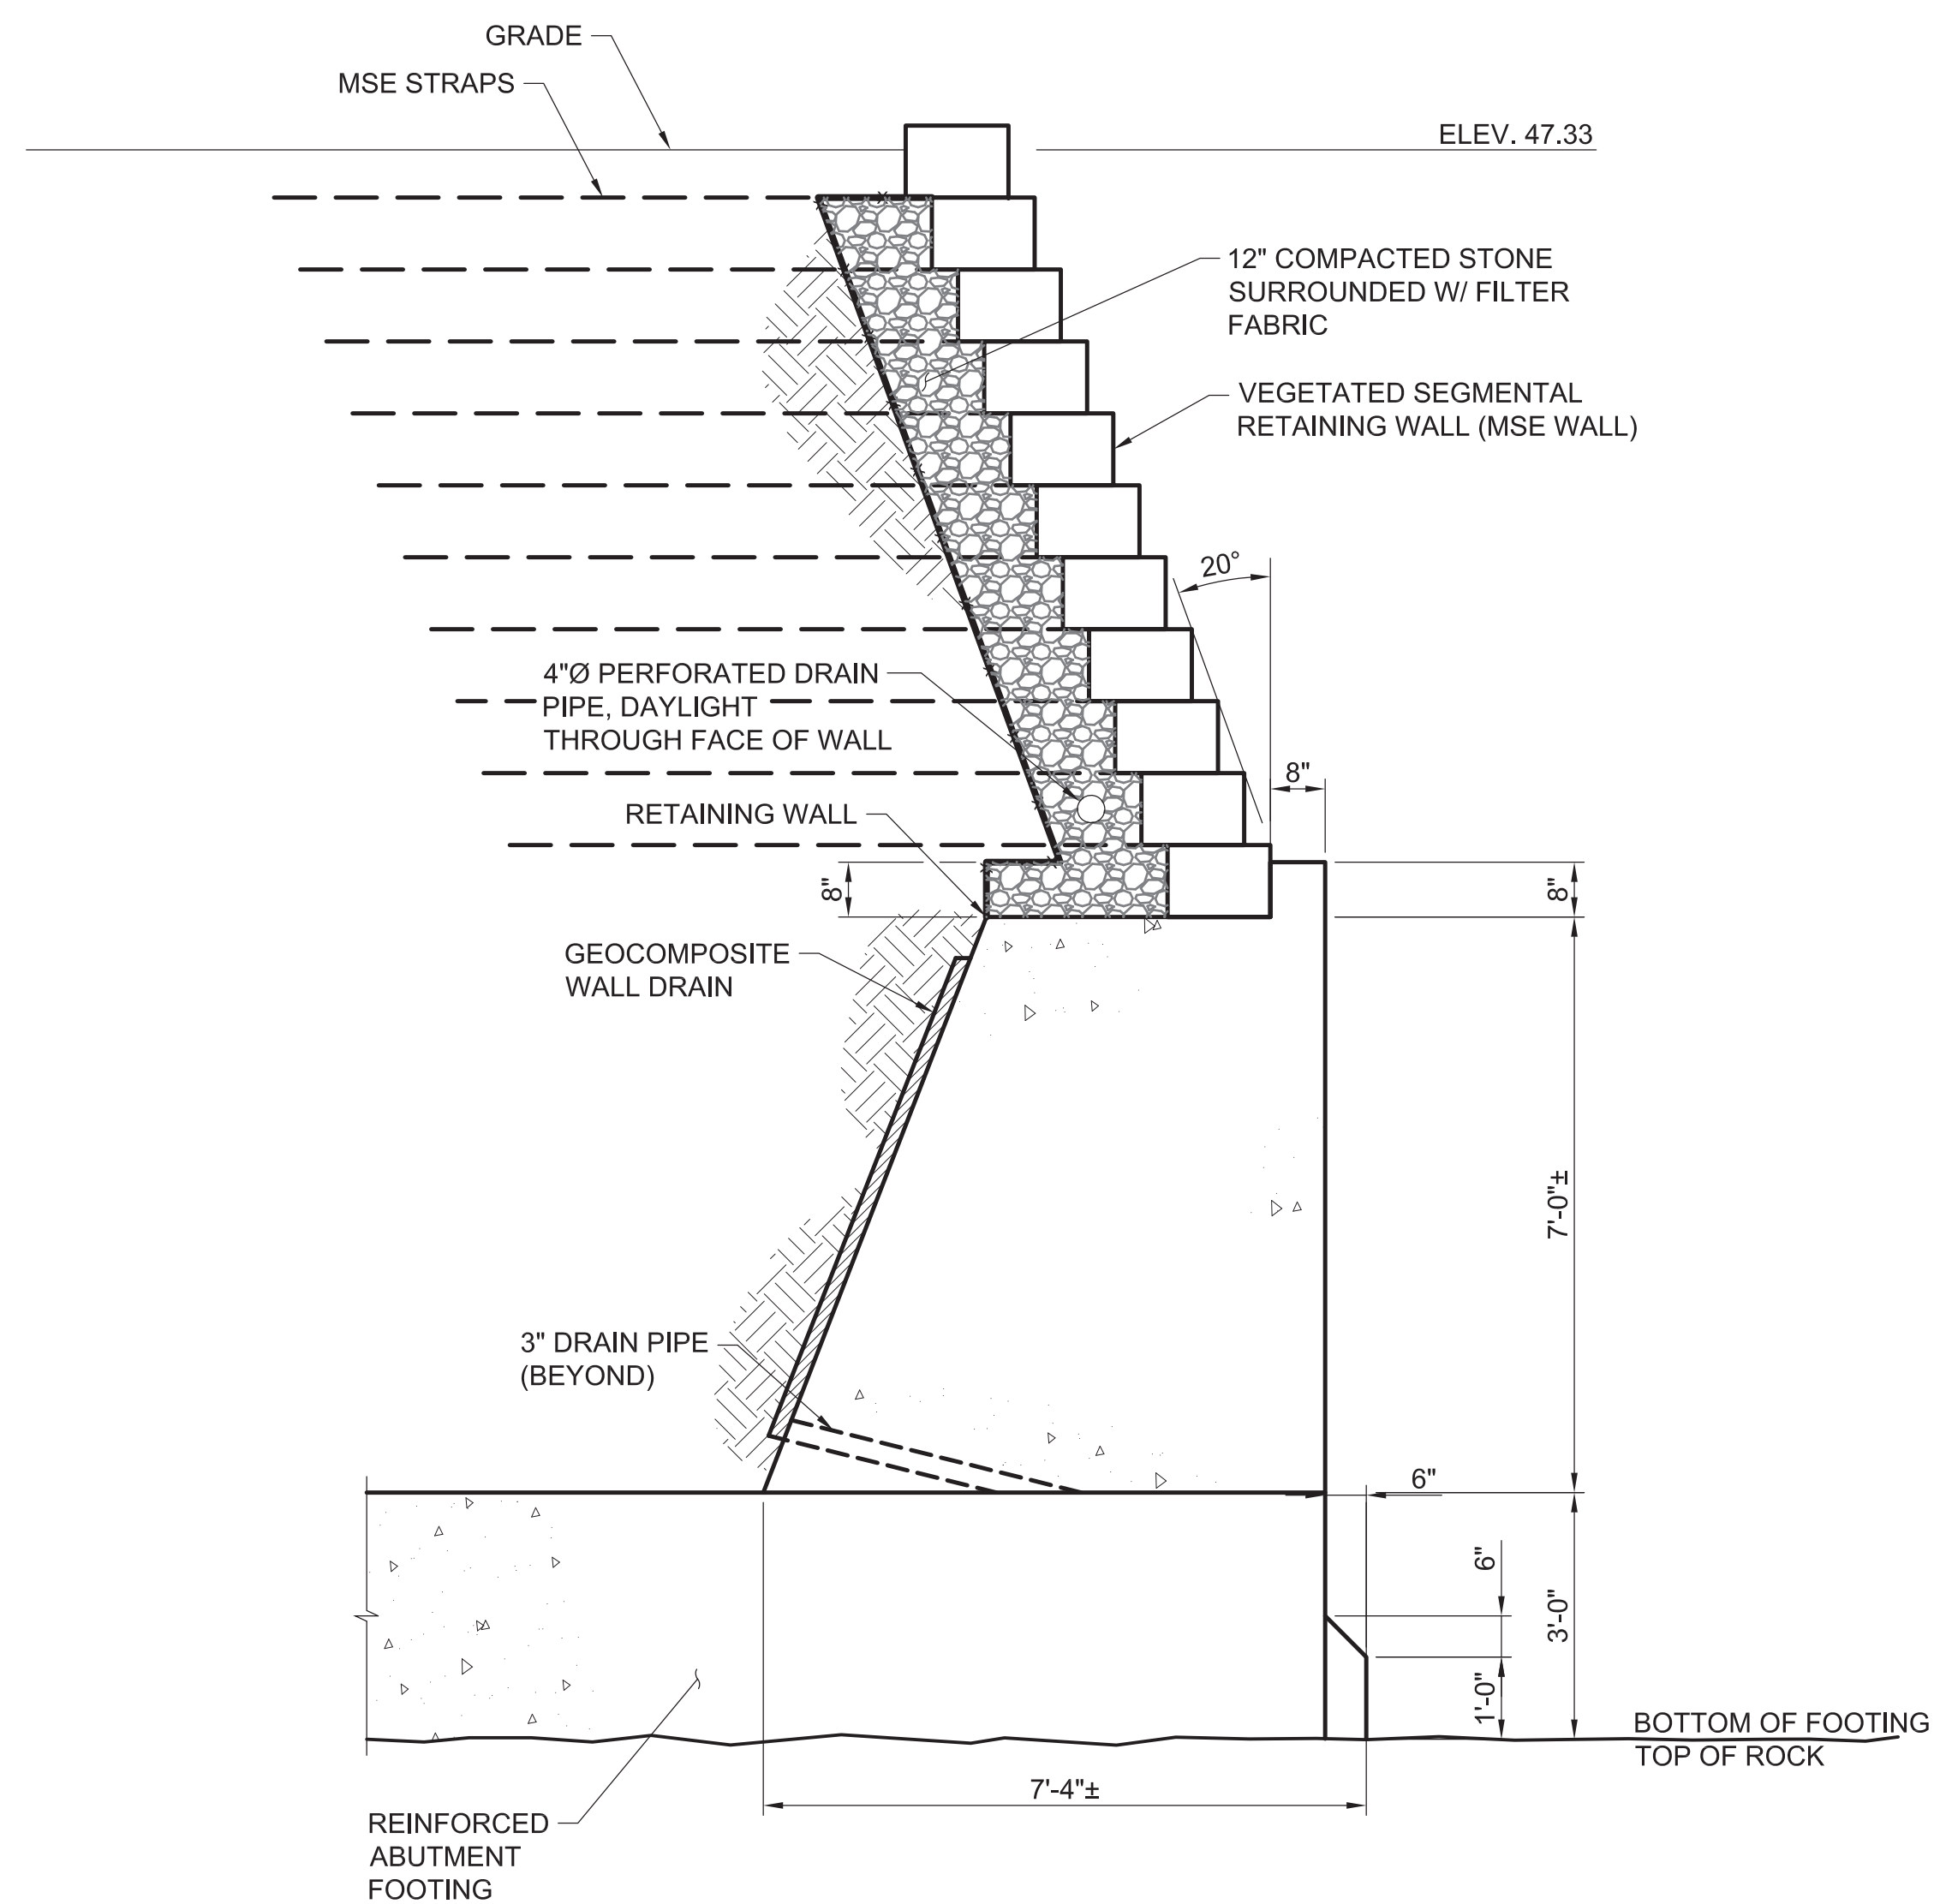 GRADE
MSE STRAPS
ELEV. 47.33
12" COMPACTED STONE
SURROUNDED W/ FILTER
FABRIC
VEGETATED SEGMENTAL
RETAINING WALL (MSE WALL)
20°
4"Ø PERFORATED DRAIN
PIPE, DAYLIGHT
THROUGH FACE OF WALL
8"
RETAINING WALL
8"
8"
GEOCOMPOSITE
WALL DRAIN
7'-0"±
3" DRAIN PIPE
(BEYOND)
6"
6"
3'-0"
1'-0"
BOTTOM OF FOOTING
TOP OF ROCK
7'-4"±
REINFORCED
ABUTMENT
FOOTING